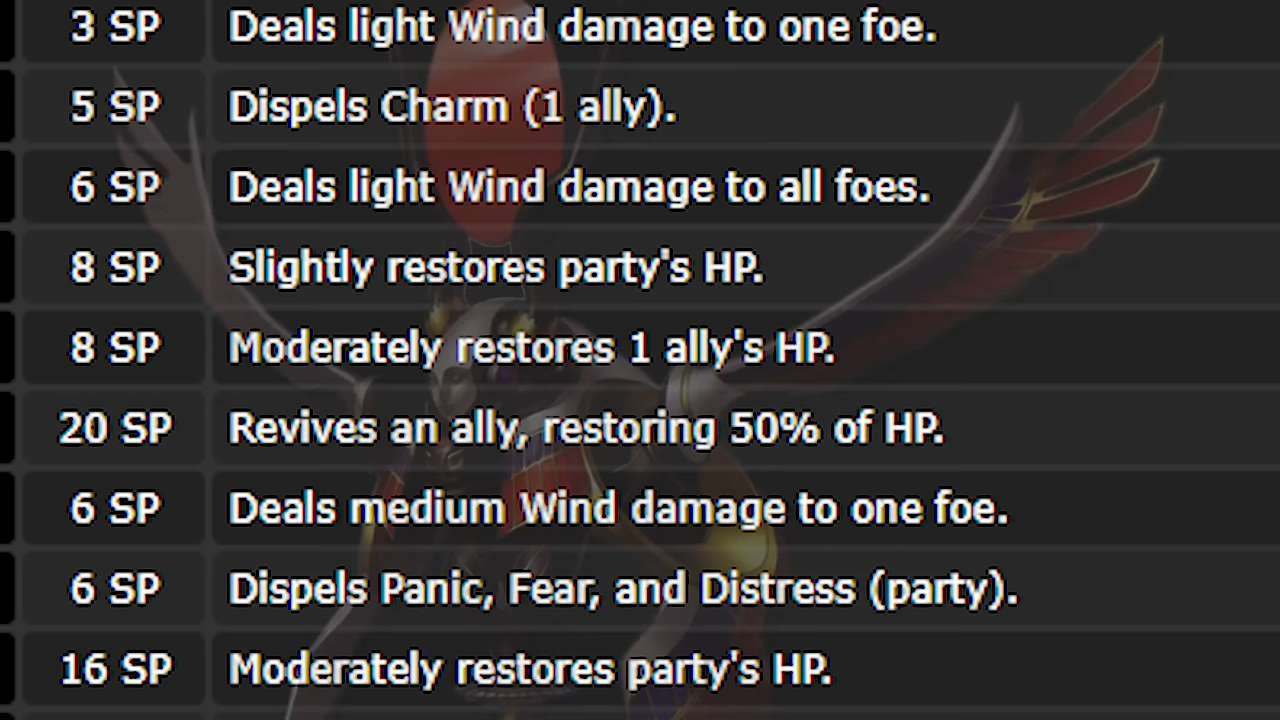 3 SP Deals light Wind damage to one foe.
5 SP Dispels Charm (1 ally).
6 SP Deals light Wind damage to all foes.
8 SP Slightly restores party's HP.
8 SP Moderately restores 1 ally's HP.
20 SP Revives an ally, restoring 50% of HP.
6 SP Deals medium Wind damage to one foe.
6 SP Dispels Panic, Fear, and Distress (party).
16 SP Moderately restores party's HP.